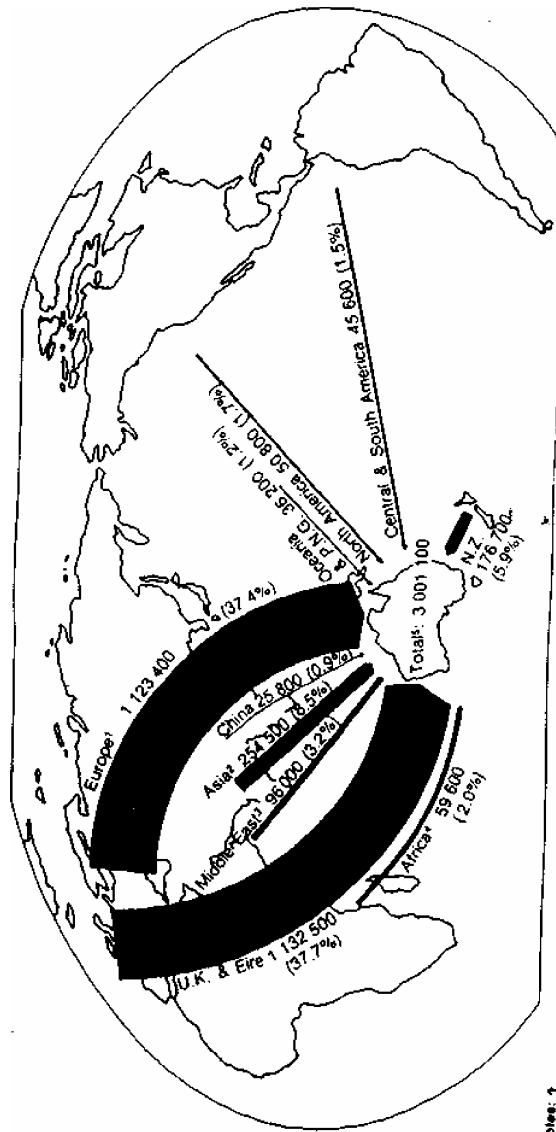 Europe¹ 1 123 400
(37.4%)
U.K. & Eire 1 132 500
(37.7%)
Middle East³ 96 000 (3.2%)
Asia² 254 500 (8.5%)
China 25 800 (0.9%)
Oceania
& P.N.G. 36 200 (1.2%)
North America 50 800 (1.7%)
Central & South America 45 600 (1.5%)
Africa⁴ 59 600
(2.0%)
Total⁵: 3 001 100
N.Z.
176 700
(5.9%)